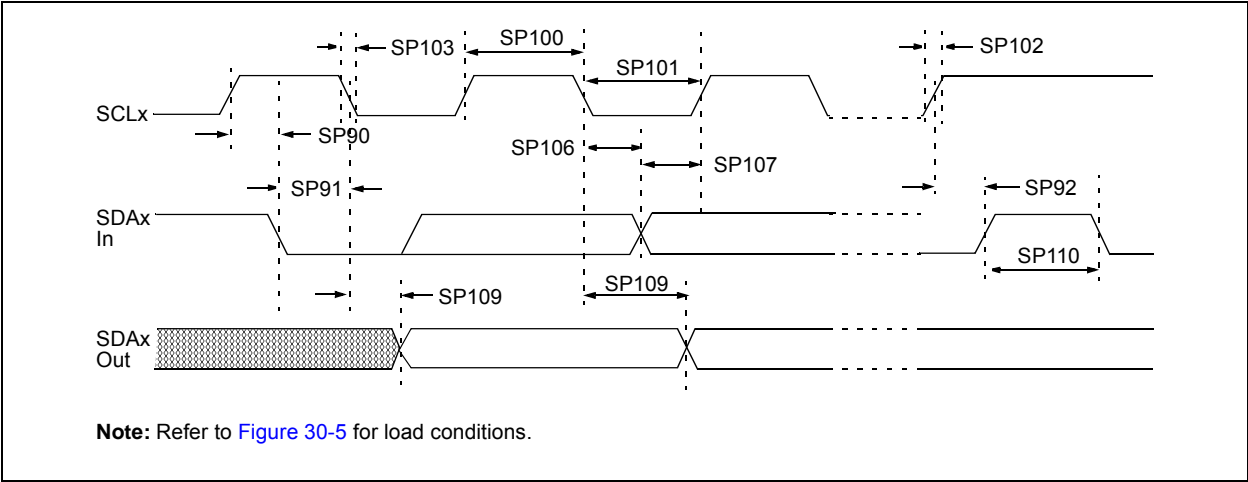 SP103
SP100
SP101
SP102
SCLx
SP90
SP106
SP107
SP91
SP92
SDAx
In
SP110
SP109
SP109
SDAx
Out
Note: Refer to Figure 30-5 for load conditions.